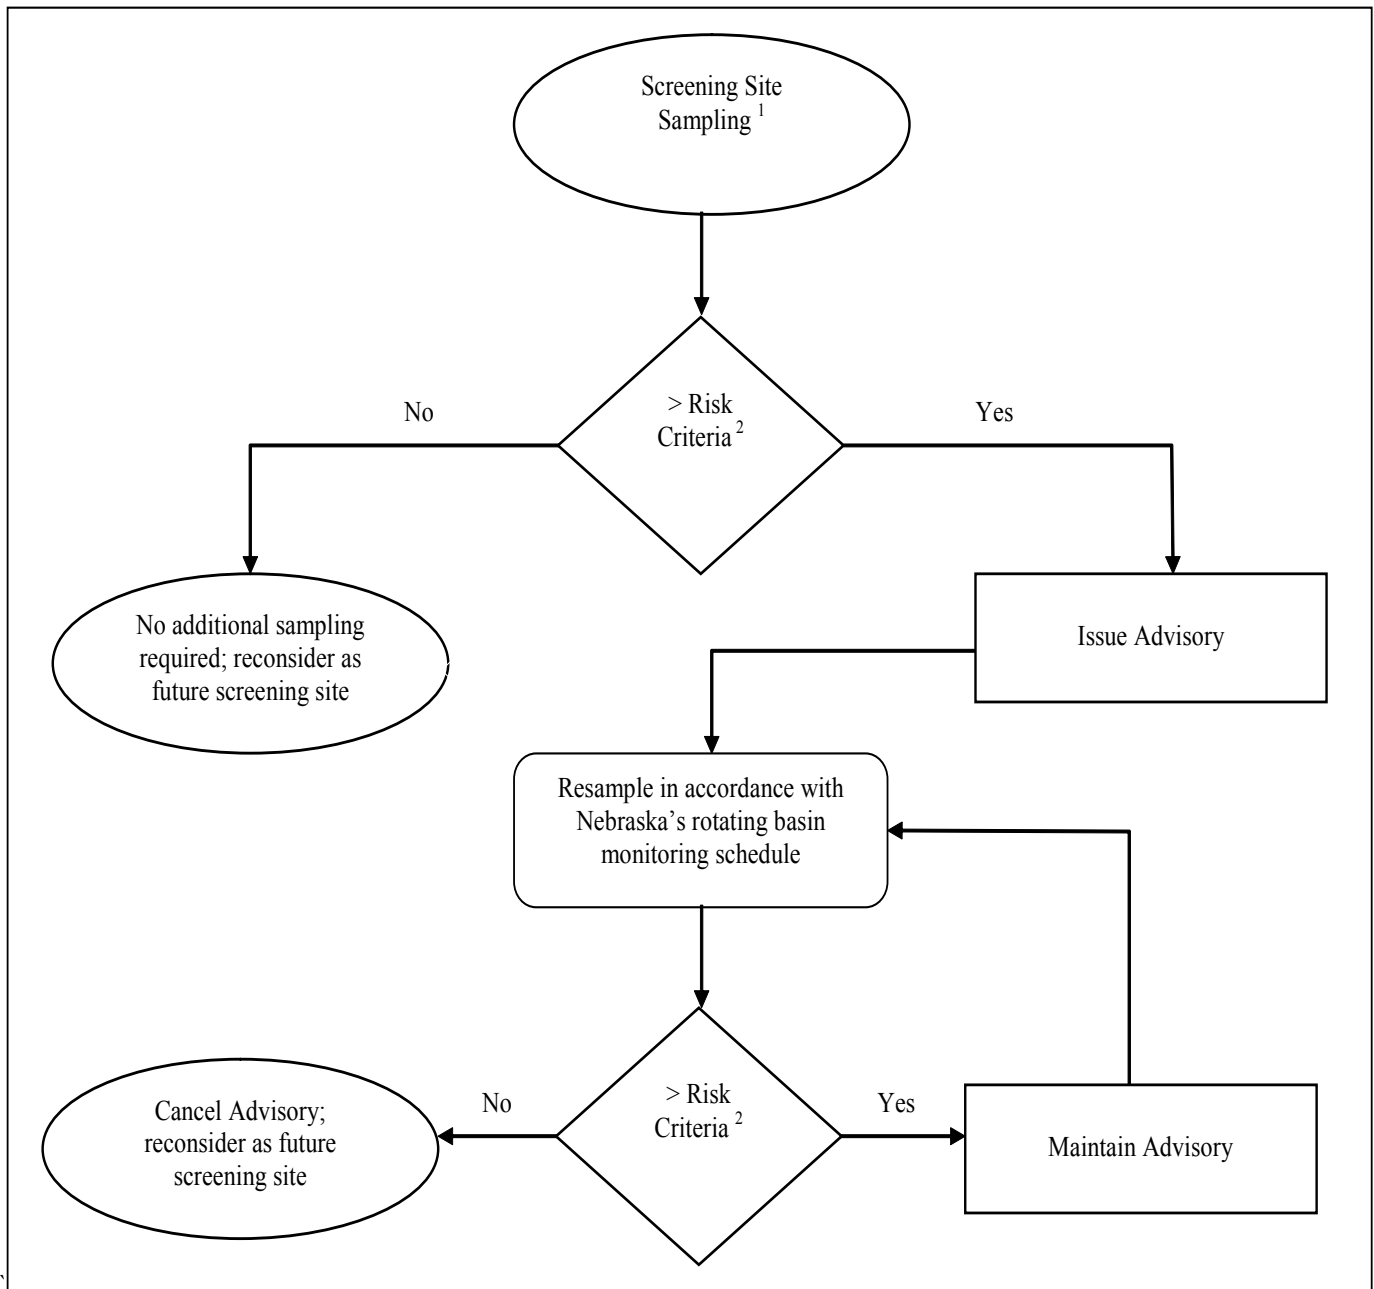 Screening Site
Sampling 1
> Risk
Criteria 2
No
Yes
No additional sampling
required; reconsider as
future screening site
Issue Advisory
Resample in accordance with
Nebraska’s rotating basin
monitoring schedule
> Risk
Criteria 2
No
Yes
Cancel Advisory;
reconsider as future
screening site
Maintain Advisory
`